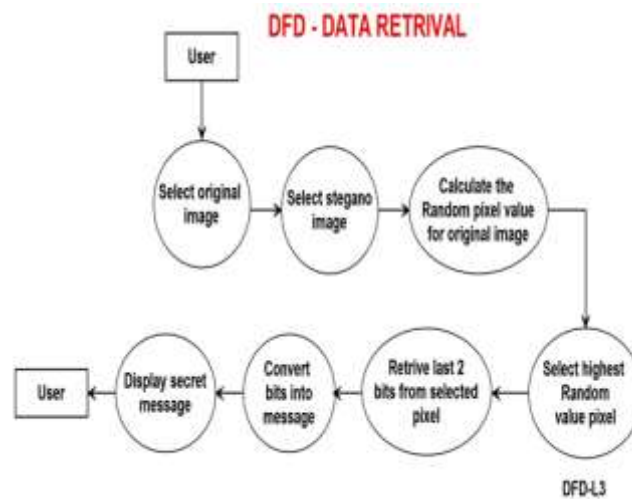 DFD - DATA RETRIVAL
User
Select original
image
Select stegano
image
Calculate the
Random pixel value
for original image
Select highest
Random
value pixel
Retrive last 2
bits from selected
pixel
Convert
bits into
message
Display secret
message
User
DFD-L3